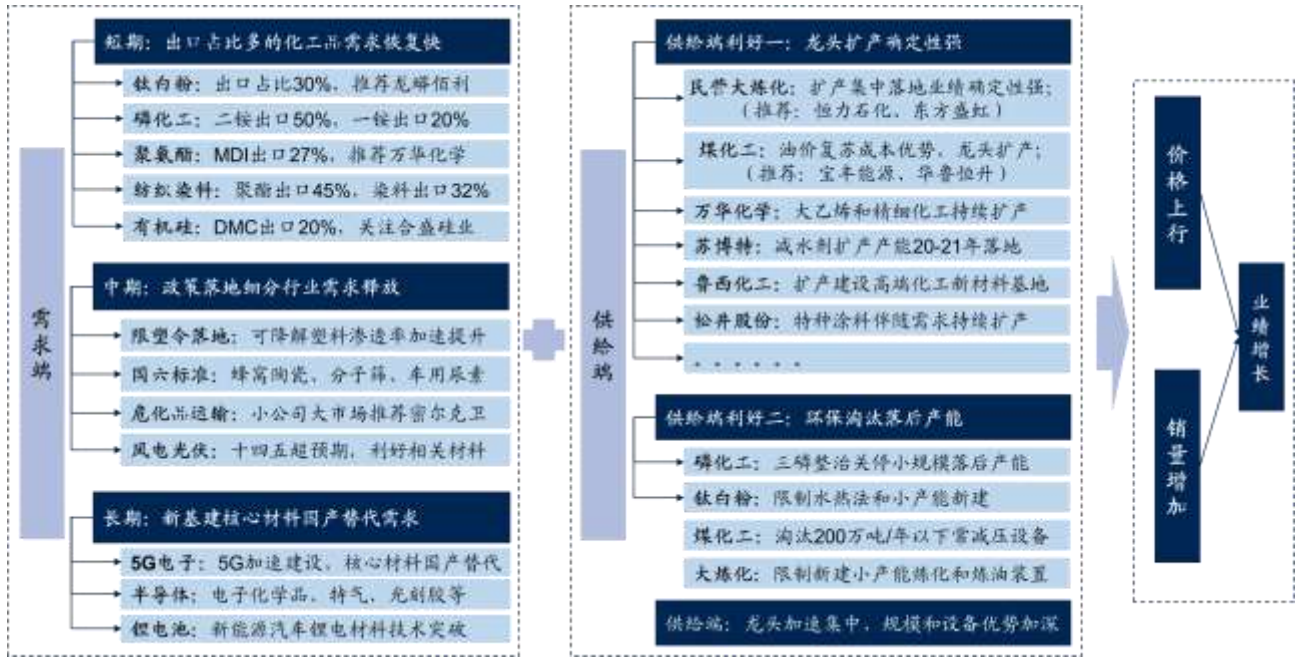 需求端
短期：出口占比多的化工品需求恢复快
钛白粉：出口占比30%，推荐龙蟒佰利
磷化工：二铵出口50%，一铵出口20%
聚氨酯：MDI出口27%，推荐万华化学
纺织染料：聚酯出口45%，染料出口32%
有机硅：DMC出口20%，关注合盛硅业
中期：政策落地细分行业需求释放
限塑令落地：可降解塑料渗透率加速提升
国六标准：蜂窝陶瓷、分子筛、车用尿素
危化品运输：小公司大市场推荐密尔克卫
风电光伏：十四五超预期，利好相关材料
长期：新基建核心材料国产替代需求
5G电子：5G加速建设，核心材料国产替代
半导体：电子化学品、特气、光刻胶等
锂电池：新能源汽车锂电材料技术突破
供给端
供给端利好一：龙头扩产确定性强
民营大炼化：扩产集中落地业绩确定性强；
（推荐：恒力石化、东方盛虹）
煤化工：油价复苏成本优势，龙头扩产；
（推荐：宝丰能源、华鲁恒升）
万华化学：大乙烯和精细化工持续扩产
苏博特：减水剂扩产产能20-21年落地
鲁西化工：扩产建设高端化工新材料基地
松井股份：特种涂料伴随需求持续扩产
。。。。。。
供给端利好二：环保淘汰落后产能
磷化工：三磷整治关停小规模落后产能
钛白粉：限制水热法和小产能新建
煤化工：淘汰200万吨/年以下常减压设备
大炼化：限制新建小产能炼化和炼油装置
供给端：龙头加速集中，规模和设备优势加深
价格上行
销量增加
业绩增长